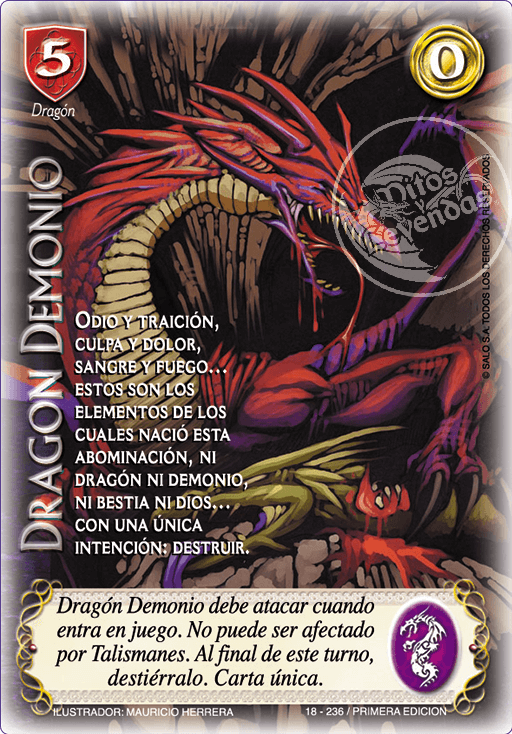 5
0
Dragón
DRAGÓN DEMONIO
Mitos
y
Leyendas
© SALO S.A. TODOS LOS DERECHOS RESERVADOS
ODIO Y TRAICIÓN,
CULPA Y DOLOR,
SANGRE Y FUEGO...
ESTOS SON LOS
ELEMENTOS DE LOS
CUALES NACIÓ ESTA
ABOMINACIÓN, NI
DRAGÓN NI DEMONIO,
NI BESTIA NI DIOS...
CON UNA ÚNICA
INTENCIÓN: DESTRUIR.
Dragón Demonio debe atacar cuando
entra en juego. No puede ser afectado
por Talismanes. Al final de este turno,
destiérralo. Carta única.
ILUSTRADOR: MAURICIO HERRERA
18 - 236 / PRIMERA EDICION